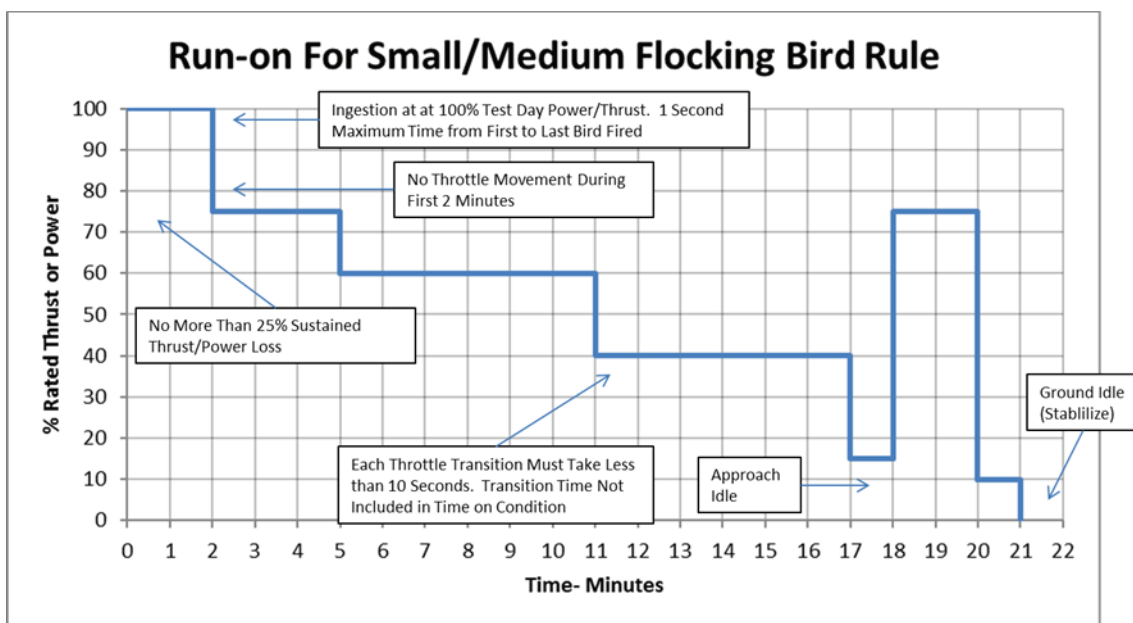 Run-on For Small/Medium Flocking Bird Rule
Ingestion at at 100% Test Day Power/Thrust. 1 Second
Maximum Time from First to Last Bird Fired
No Throttle Movement During
First 2 Minutes
No More Than 25% Sustained
Thrust/Power Loss
Each Throttle Transition Must Take Less
than 10 Seconds. Transition Time Not
Included in Time on Condition
Approach
Idle
Ground Idle
(Stablilize)
% Rated Thrust or Power
100
90
80
70
60
50
40
30
20
10
0
0 1 2 3 4 5 6 7 8 9 10 11 12 13 14 15 16 17 18 19 20 21 22
Time- Minutes